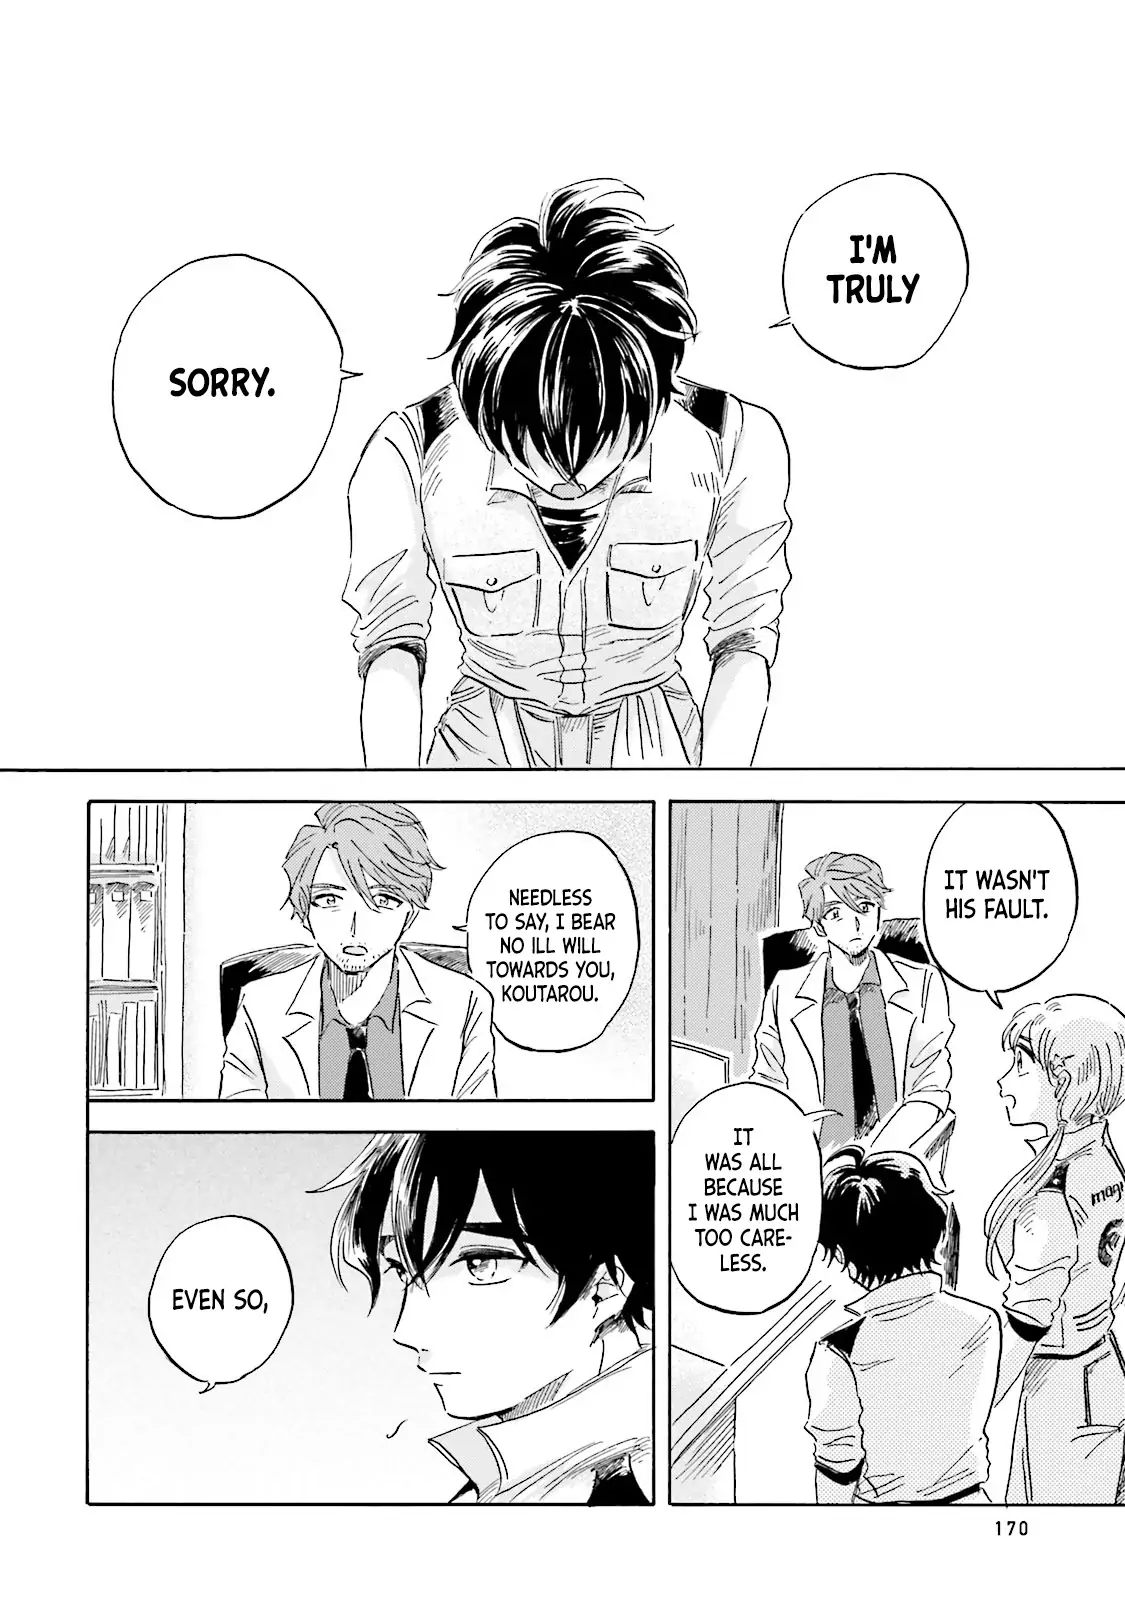 I'M
TRULY
SORRY.
IT WASN'T
HIS FAULT.
IT
WAS ALL
BECAUSE
I WAS MUCH
TOO CARE-
LESS.
NEEDLESS
TO SAY, I BEAR
NO ILL WILL
TOWARDS YOU,
KOUTAROU.
EVEN SO,
170